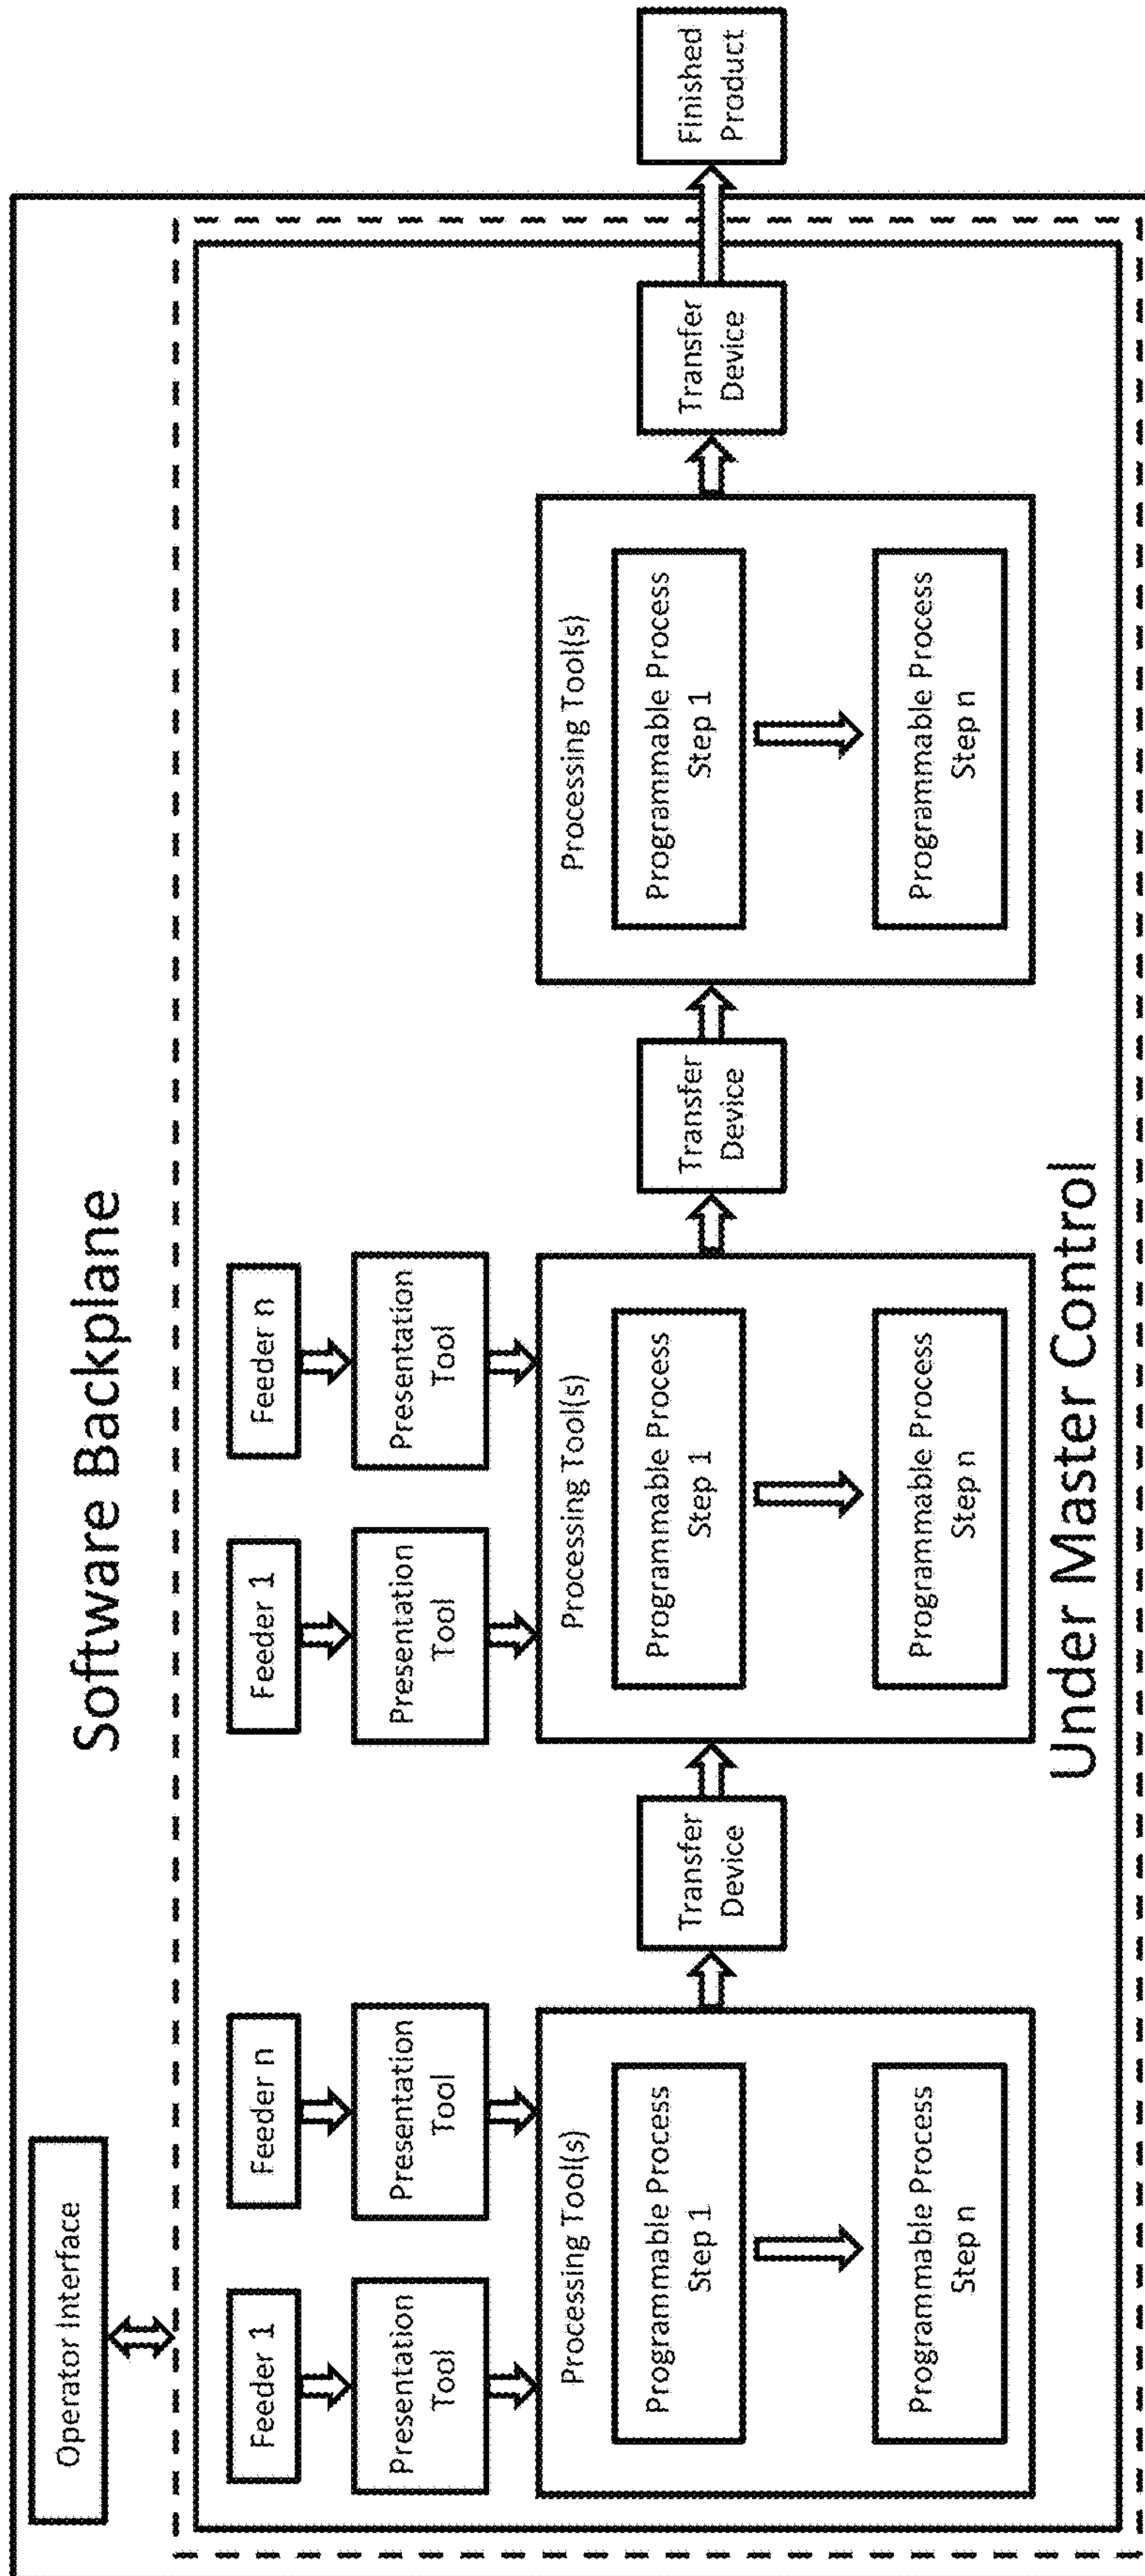 Software Backplane
Operator Interface
Feeder 1
Feeder n
Feeder 1
Feeder n
Presentation
Tool
Presentation
Tool
Presentation
Tool
Presentation
Tool
Processing Tool(s)
Programmable Process
Step 1
Programmable Process
Step n
Transfer
Device
Processing Tool(s)
Programmable Process
Step 1
Programmable Process
Step n
Transfer
Device
Processing Tool(s)
Programmable Process
Step 1
Programmable Process
Step n
Transfer
Device
Finished
Product
Under Master Control